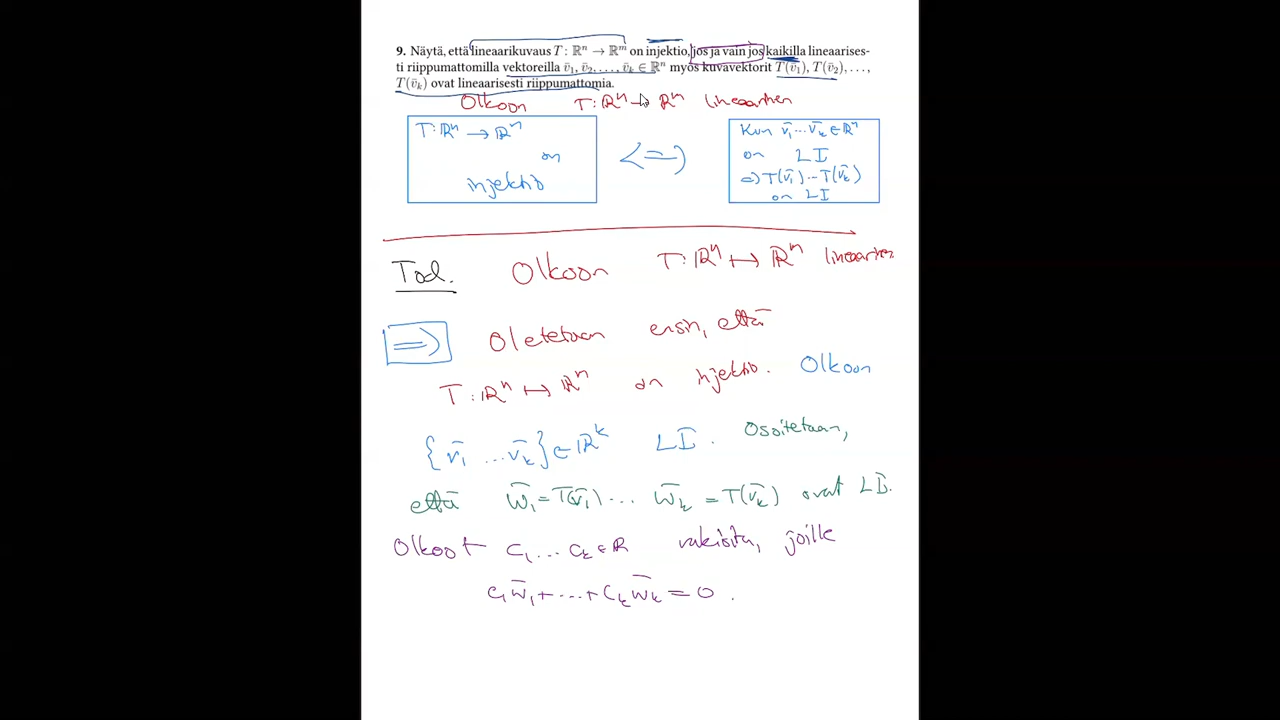 9. Näytä, että lineaarikuvaus T : ℝⁿ → ℝᵐ on injektio, jos ja vain jos kaikilla lineaarises-
ti riippumattomilla vektoreilla v̄₁, v̄₂, . . . , v̄ₖ ∈ ℝⁿ myös kuvavektorit T(v̄₁), T(v̄₂), . . . ,
T(v̄ₖ) ovat lineaarisesti riippumattomia.
Olkoon T: ℝⁿ → ℝⁿ lineaarinen
T: ℝⁿ → ℝⁿ
on
injektio
<=>
Kun v̄₁ ... v̄ₖ ∈ ℝⁿ
on LI
=> T(v̄₁) ... T(v̄ₖ)
on LI
Tod. Olkoon T: ℝⁿ ↦ ℝⁿ lineaarinen
=> Oletetaan ensin, että
T: ℝⁿ ↦ ℝⁿ on injektio. Olkoon
{v̄₁ ... v̄ₖ} ∈ ℝᵏ LI. Osoitetaan,
että w̄₁ = T(v̄₁) ... w̄ₖ = T(v̄ₖ) ovat LI.
Olkoot c₁ ... cₖ ∈ ℝ vakioita, joille
c₁w̄₁ + ... + cₖw̄ₖ = 0.